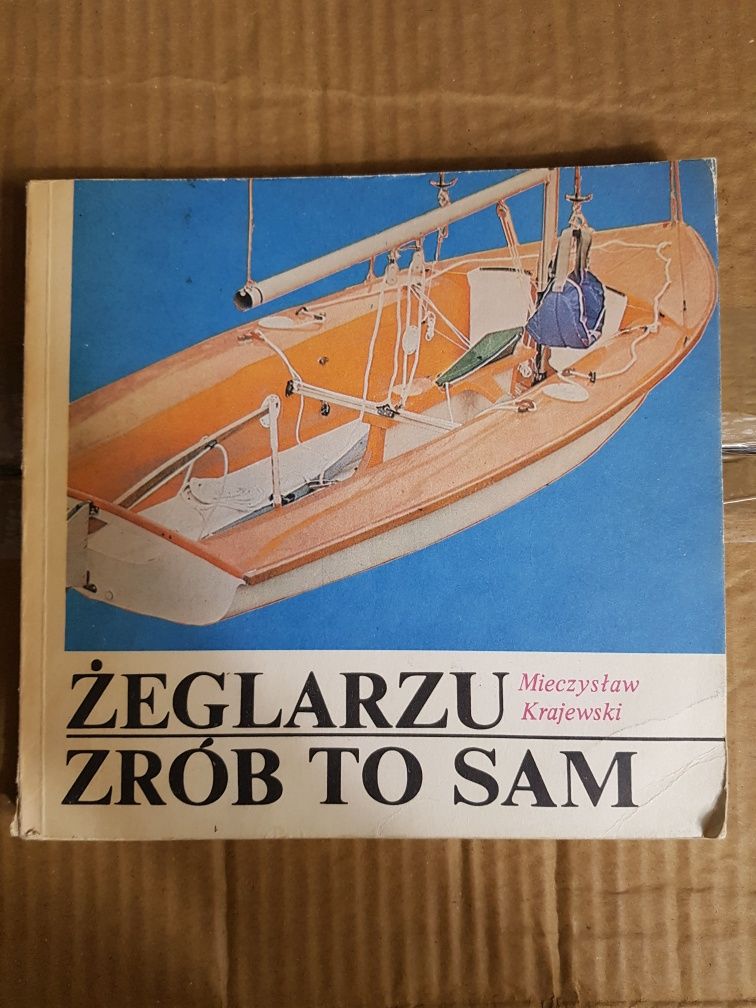 ŻEGLARZU
Mieczysław
Krajewski
ZRÓB TO SAM